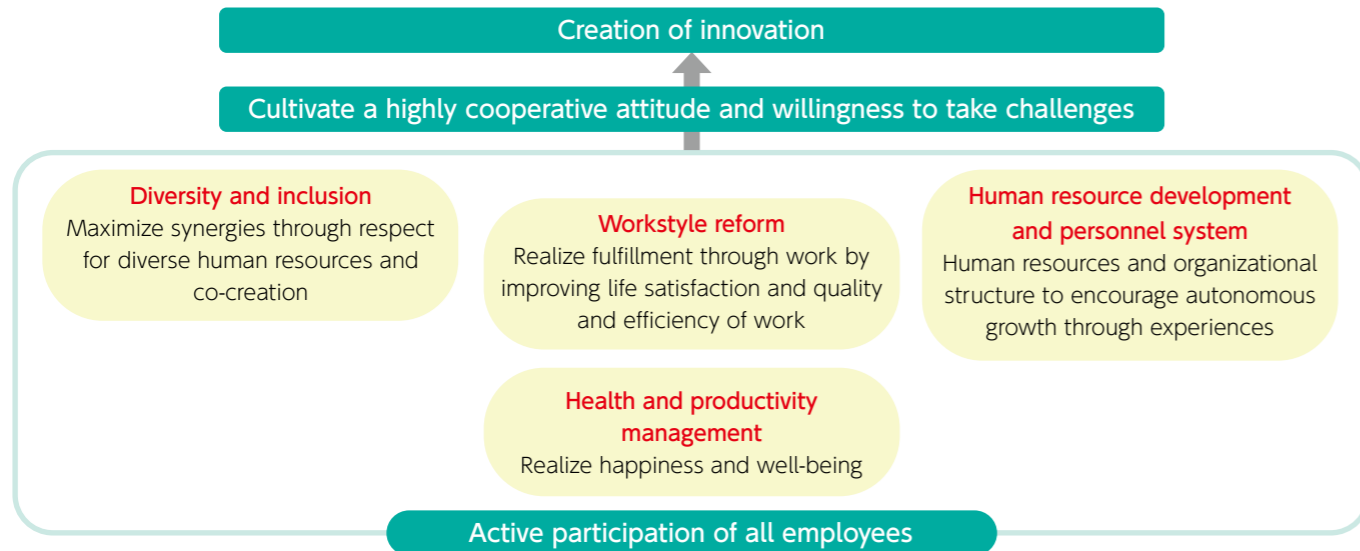 Creation of innovation
Cultivate a highly cooperative attitude and willingness to take challenges
Diversity and inclusion
Maximize synergies through respect
for diverse human resources and
co-creation
Workstyle reform
Realize fulfillment through work by
improving life satisfaction and quality
and efficiency of work
Human resource development
and personnel system
Human resources and organizational
structure to encourage autonomous
growth through experiences
Health and productivity
management
Realize happiness and well-being
Active participation of all employees